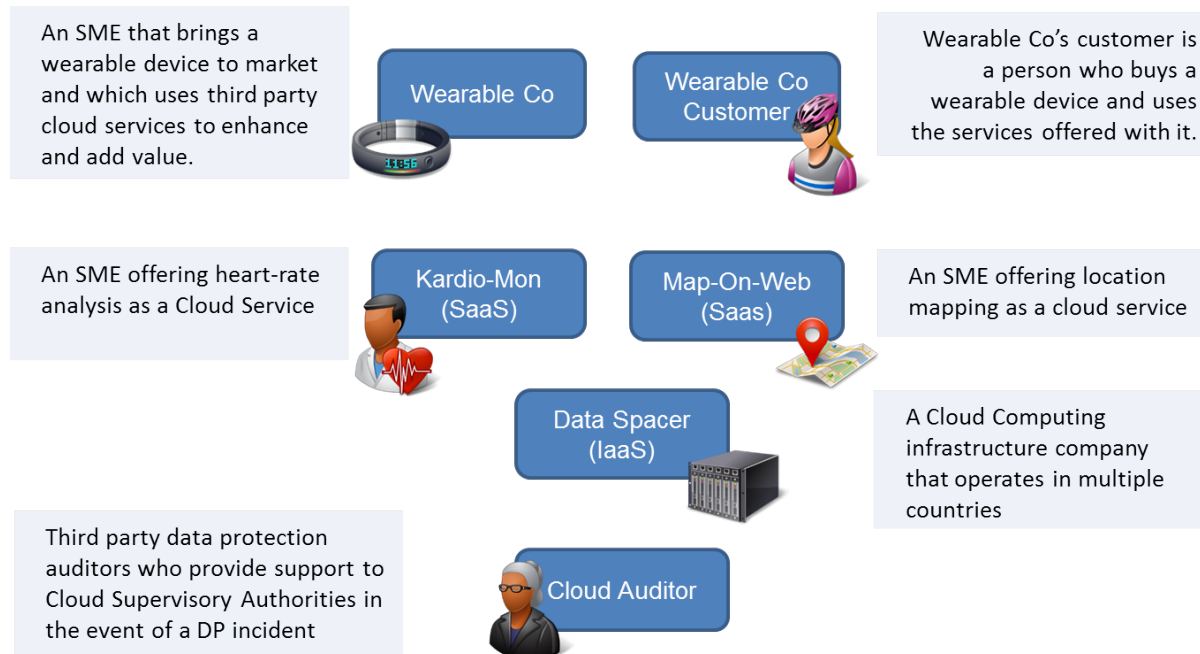 An SME that brings a
wearable device to market
and which uses third party
cloud services to enhance
and add value.
Wearable Co
11:56
Wearable Co
Customer
Wearable Co’s customer is
a person who buys a
wearable device and uses
the services offered with it.
An SME offering heart-rate
analysis as a Cloud Service
Kardio-Mon
(SaaS)
Map-On-Web
(Saas)
An SME offering location
mapping as a cloud service
Data Spacer
(IaaS)
A Cloud Computing
infrastructure company
that operates in multiple
countries
Third party data protection
auditors who provide support to
Cloud Supervisory Authorities in
the event of a DP incident
Cloud Auditor